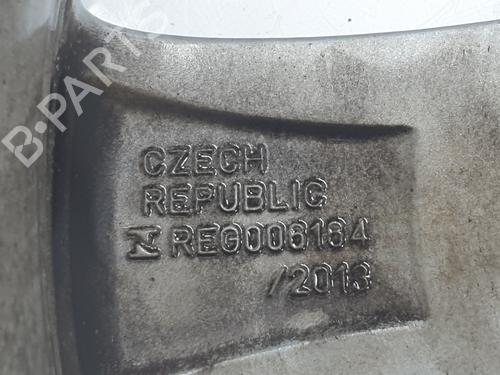 B-PARTS
CZECH
REPUBLIC
REG006184
/2013